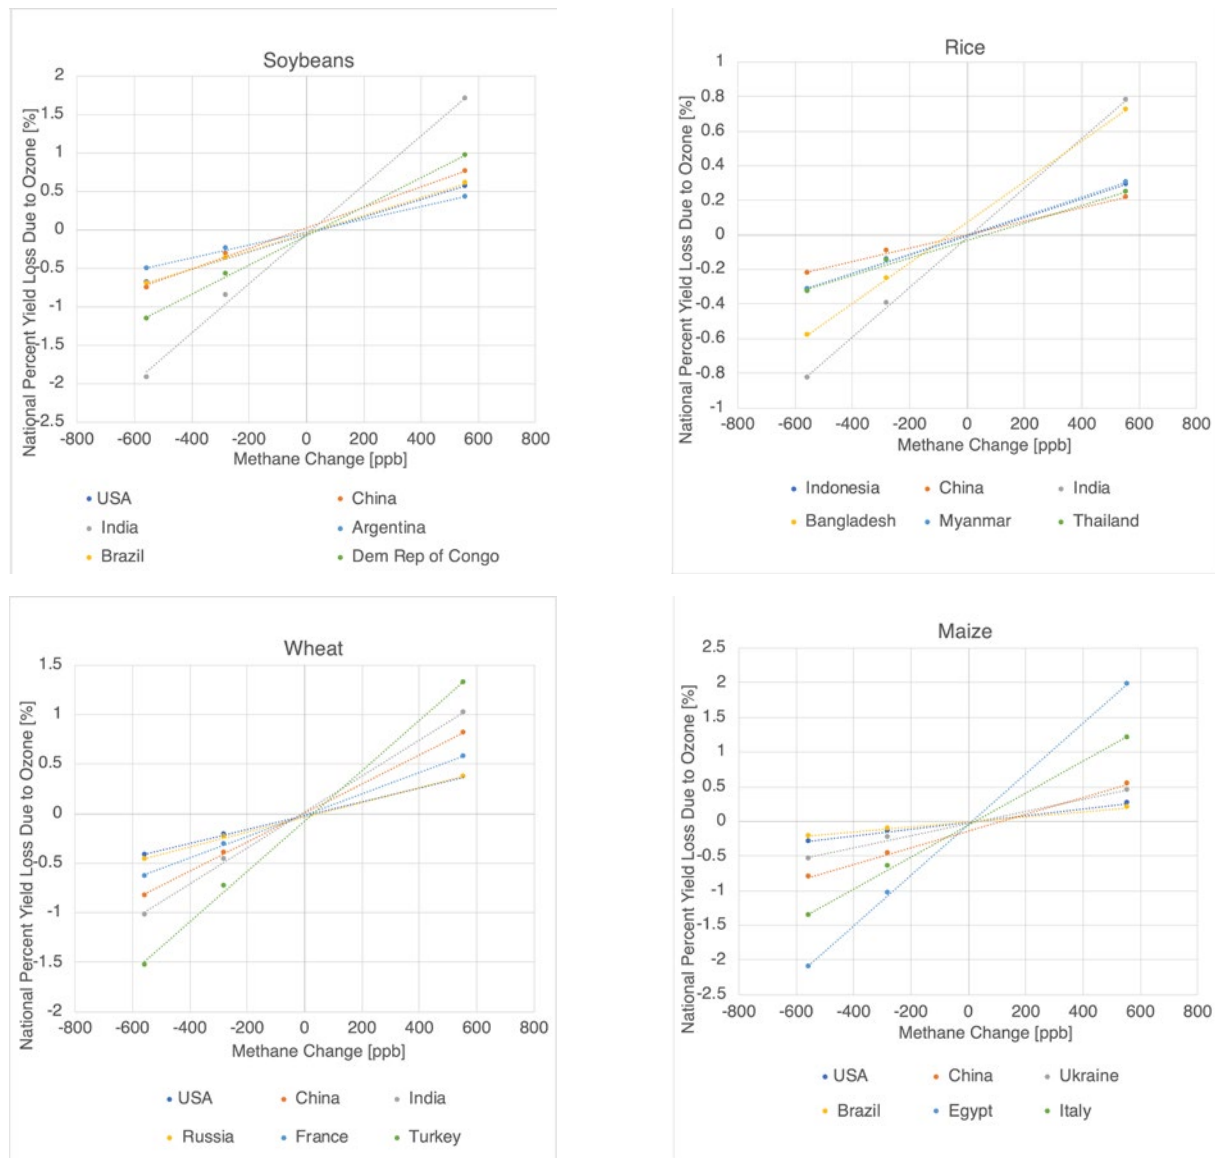 Soybeans
National Percent Yield Loss Due to Ozone [%]
2
1.5
1
0.5
0
-0.5
-1
-1.5
-2
-2.5
-800 -600 -400 -200 0 200 400 600 800
Methane Change [ppb]
USA China
India Argentina
Brazil Dem Rep of Congo
Rice
National Percent Yield Loss Due to Ozone [%]
1
0.8
0.6
0.4
0.2
0
-0.2
-0.4
-0.6
-0.8
-1
-800 -600 -400 -200 0 200 400 600 800
Methane Change [ppb]
Indonesia China India
Bangladesh Myanmar Thailand
Wheat
National Percent Yield Loss Due to Ozone [%]
1.5
1
0.5
0
-0.5
-1
-1.5
-2
-800 -600 -400 -200 0 200 400 600 800
Methane Change [ppb]
USA China India
Russia France Turkey
Maize
National Percent Yield Loss Due to Ozone [%]
2.5
2
1.5
1
0.5
0
-0.5
-1
-1.5
-2
-2.5
-800 -600 -400 -200 0 200 400 600 800
Methane Change [ppb]
USA China Ukraine
Brazil Egypt Italy